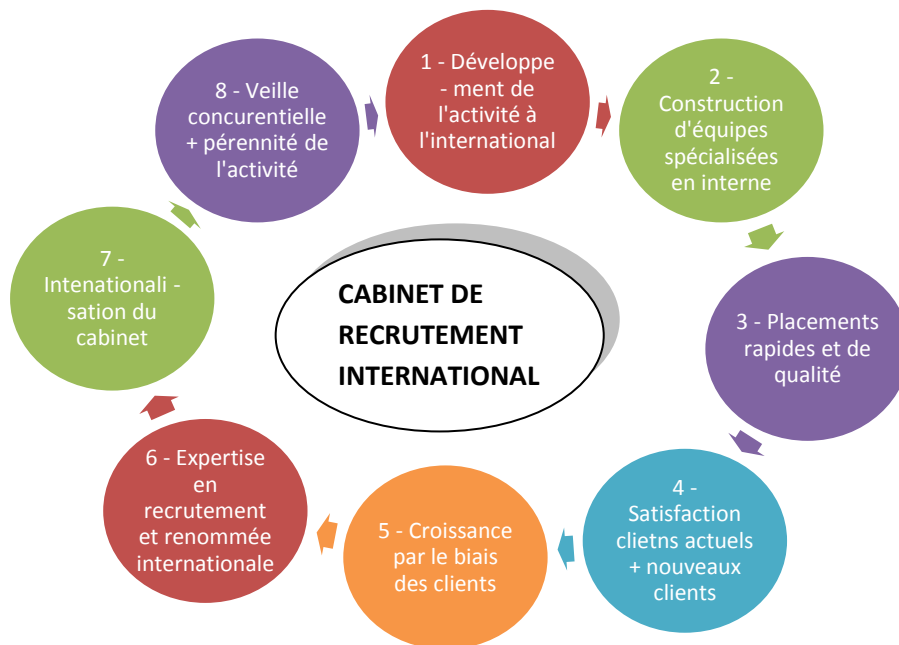 1 - Développe
- ment de
l'activité à
l'international
2 -
Construction
d'équipes
spécialisées
en interne
3 - Placements
rapides et de
qualité
4 -
Satisfaction
clietns actuels
+ nouveaux
clients
5 - Croissance
par le biais
des clients
6 - Expertise
en
recrutement
et renommée
internationale
7 -
Intenationali -
sation du
cabinet
8 - Veille
concurentielle
+ pérennité de
l'activité
CABINET DE
RECRUTEMENT
INTERNATIONAL